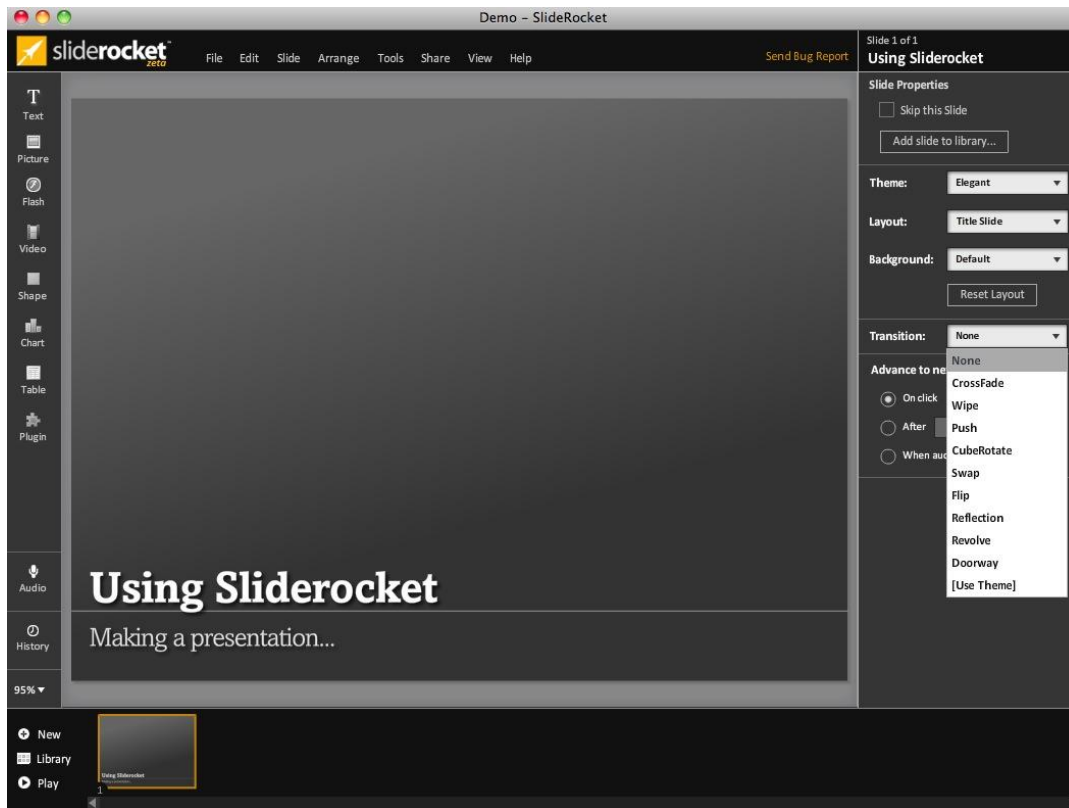 Demo – SlideRocket
sliderocket™
zeta
File Edit Slide Arrange Tools Share View Help
Send Bug Report
Slide 1 of 1
Using Sliderocket
T
Text
Picture
Flash
Video
Shape
Chart
Table
Plugin
Audio
History
95%
Using Sliderocket
Making a presentation...
Slide Properties
Skip this Slide
Add slide to library...
Theme: Elegant
Layout: Title Slide
Background: Default
Reset Layout
Transition: None
None
CrossFade
Wipe
Push
CubeRotate
Swap
Flip
Reflection
Revolve
Doorway
[Use Theme]
Advance to ne
On click
After
When aud
New
Library
Play
Using Sliderocket
1